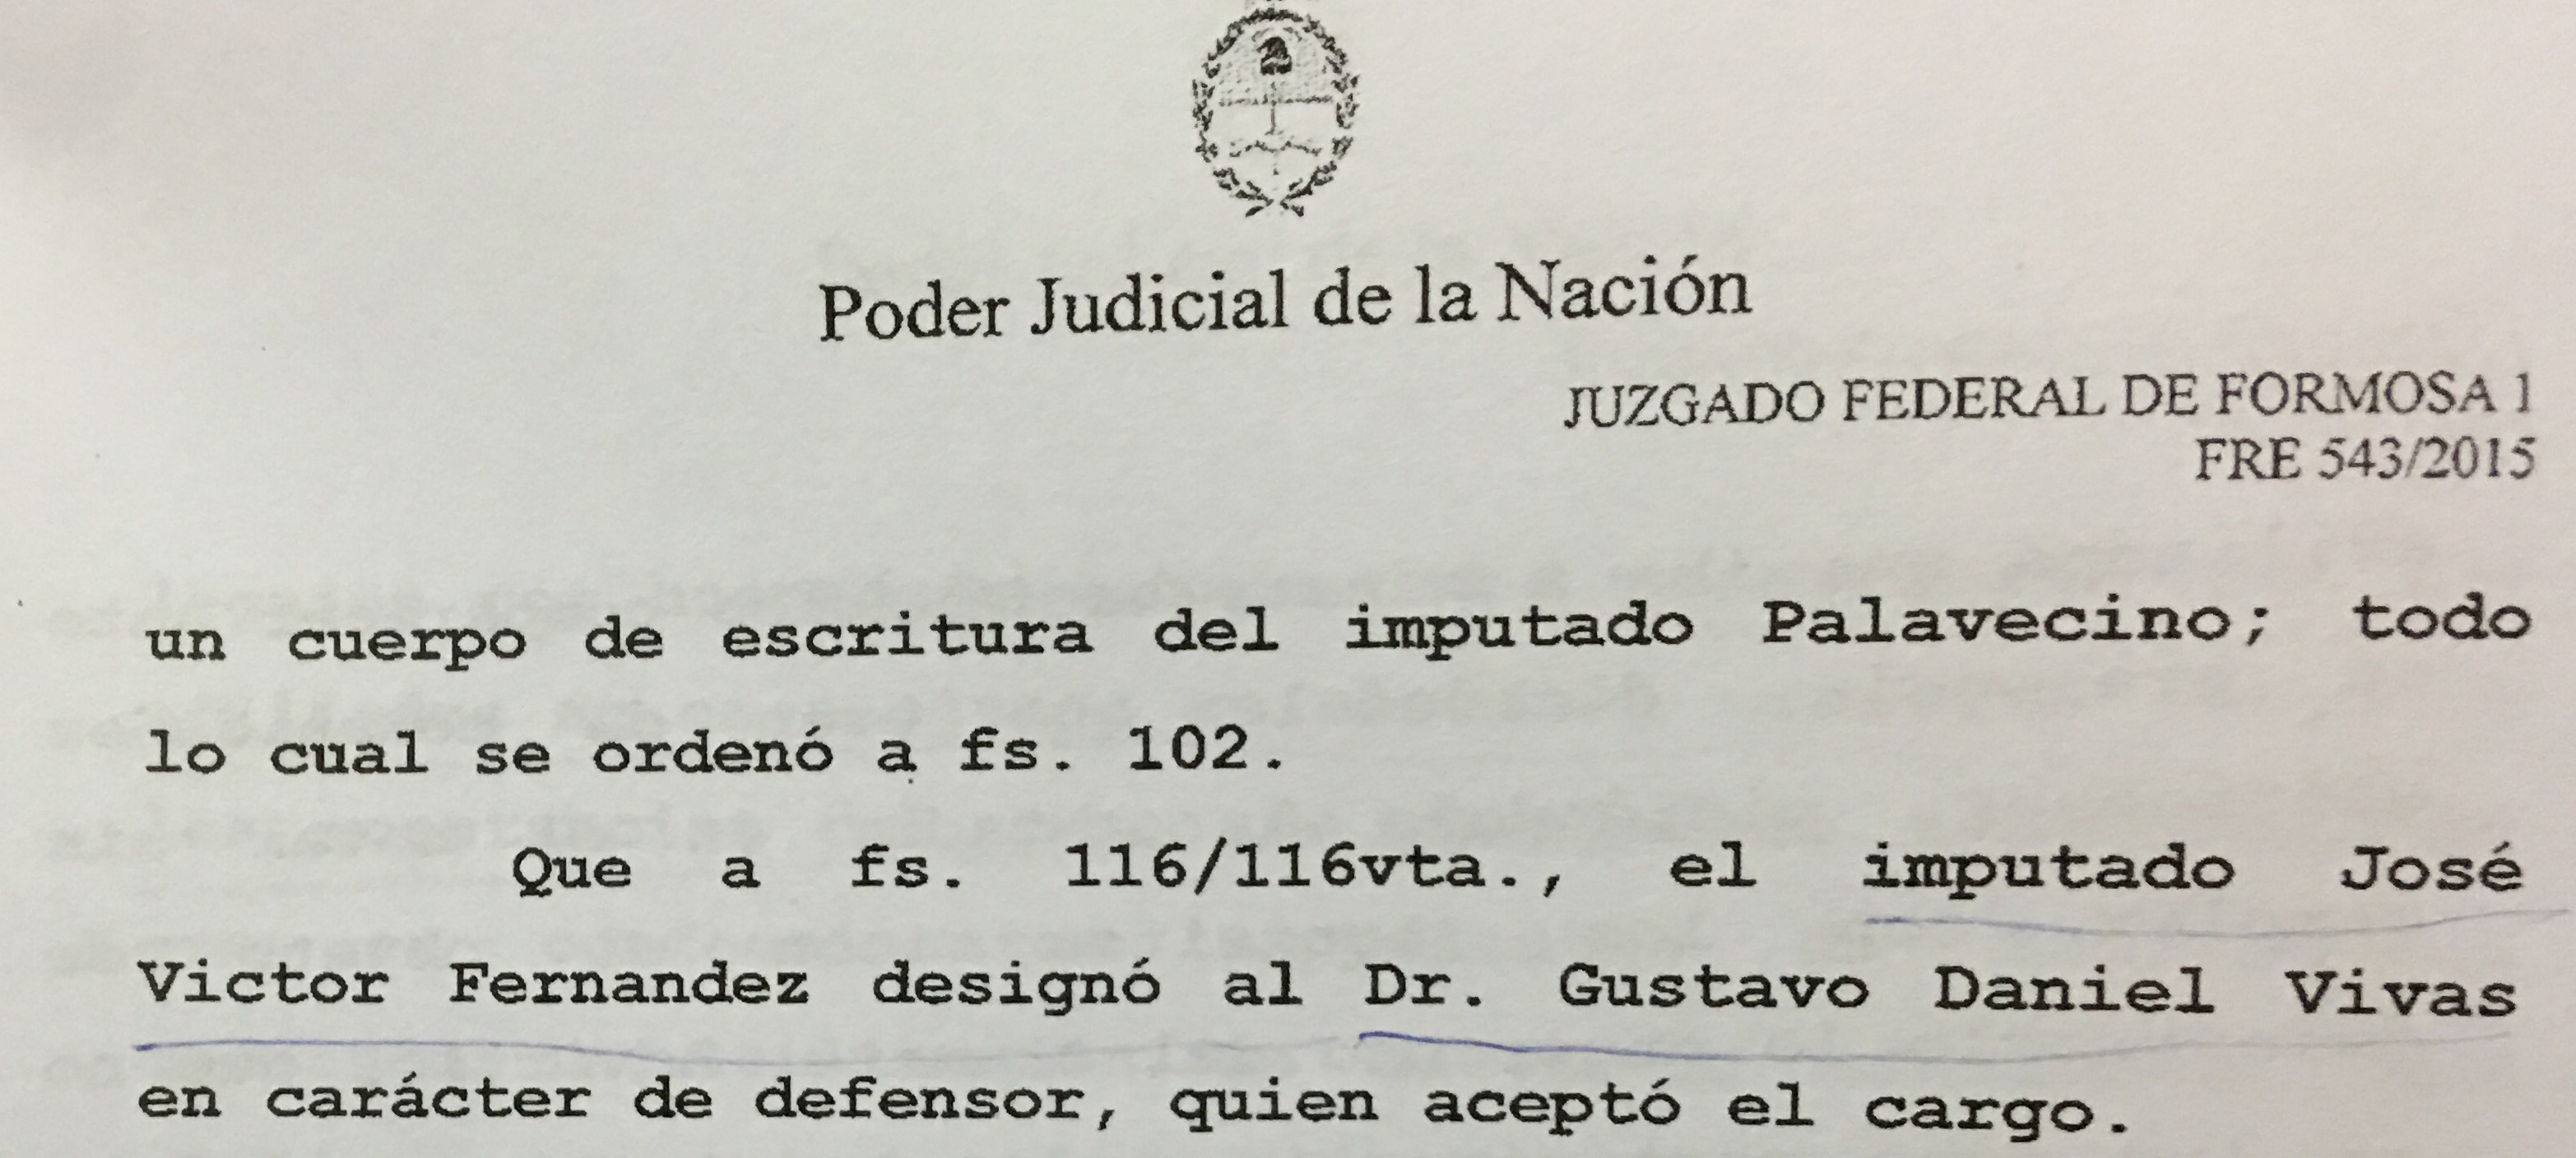 Poder Judicial de la Nación
JUZGADO FEDERAL DE FORMOSA 1
FRE 543/2015
un cuerpo de escritura del imputado Palavecino; todo
lo cual se ordenó a fs. 102.
Que a fs. 116/116vta., el imputado José
Victor Fernandez designó al Dr. Gustavo Daniel Vivas
en carácter de defensor, quien aceptó el cargo.